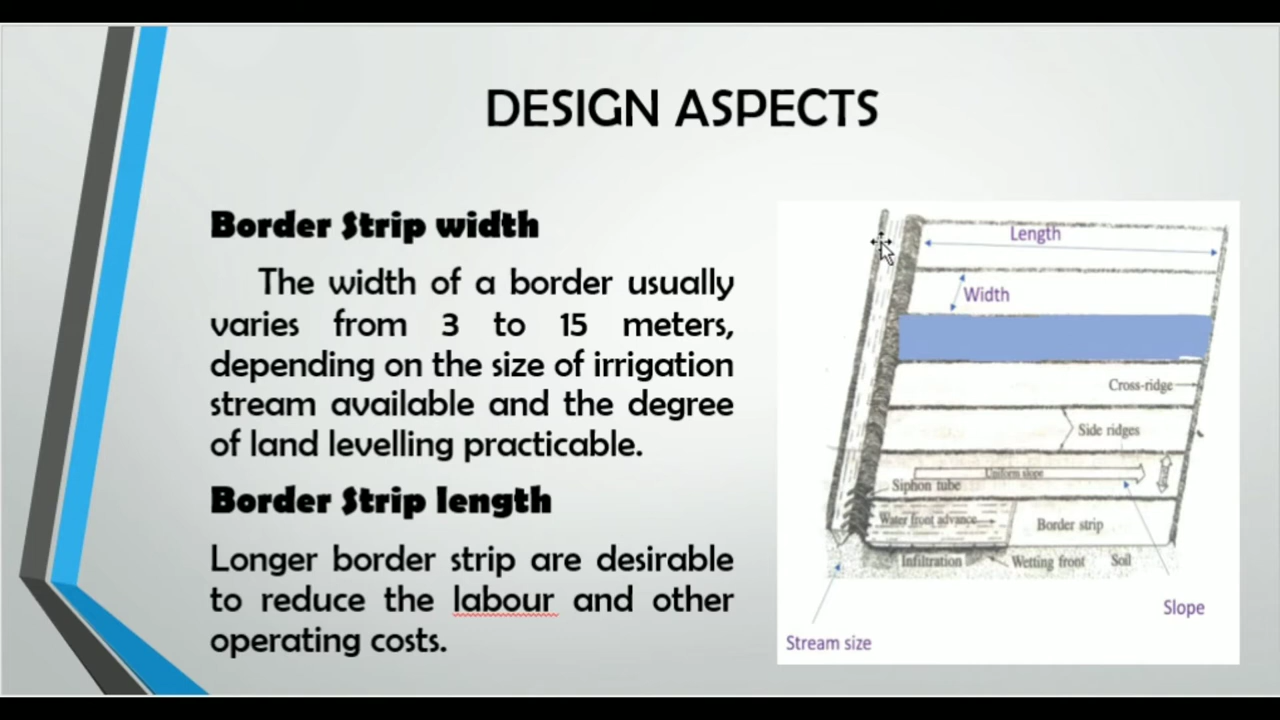 DESIGN ASPECTS
Border Strip width
The width of a border usually
varies from 3 to 15 meters,
depending on the size of irrigation
stream available and the degree
of land levelling practicable.
Border Strip length
Longer border strip are desirable
to reduce the labour and other
operating costs.
Length
Width
Cross-ridge
Side ridges
Uniform slope
Siphon tube
Water front advance
Border strip
Infiltration
Wetting front
Soil
Slope
Stream size